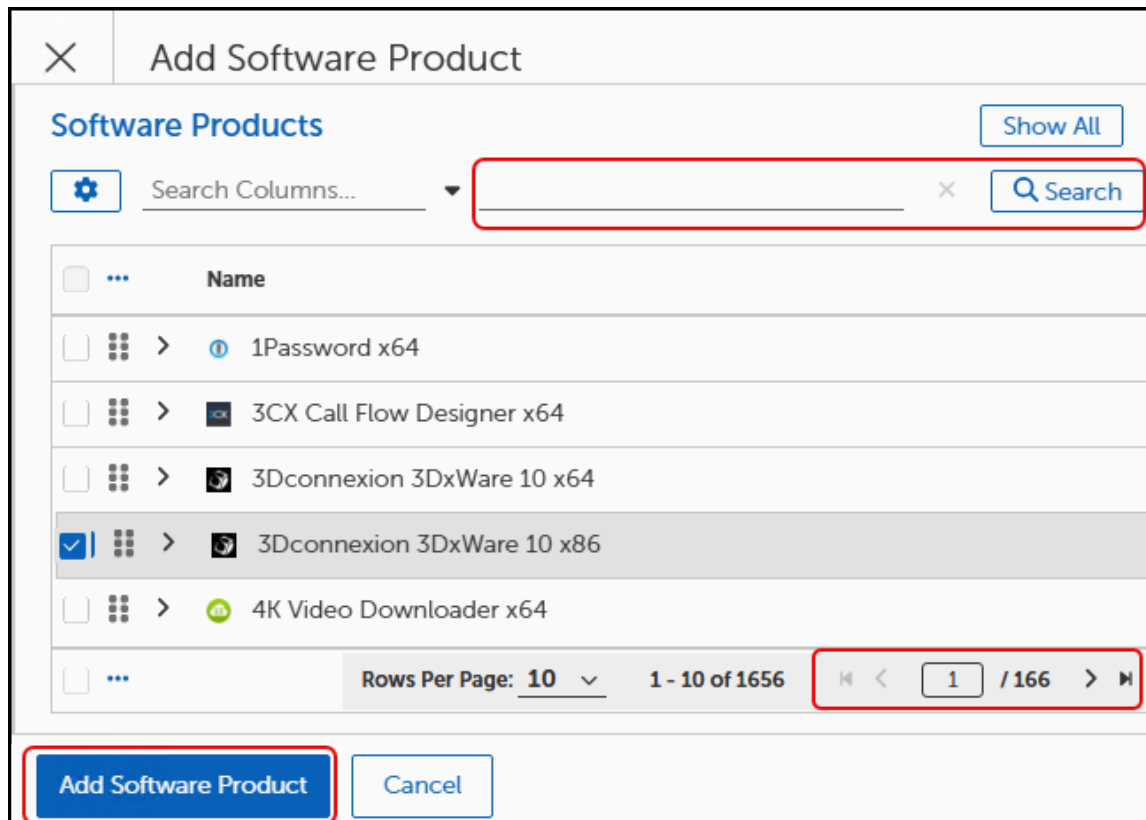 Add Software Product
Software Products
Show All
Search Columns...
Search
Name
1Password x64
3CX Call Flow Designer x64
3Dconnexion 3DxWare 10 x64
3Dconnexion 3DxWare 10 x86
4K Video Downloader x64
Rows Per Page: 10 1 - 10 of 1656 1 / 166
Add Software Product Cancel